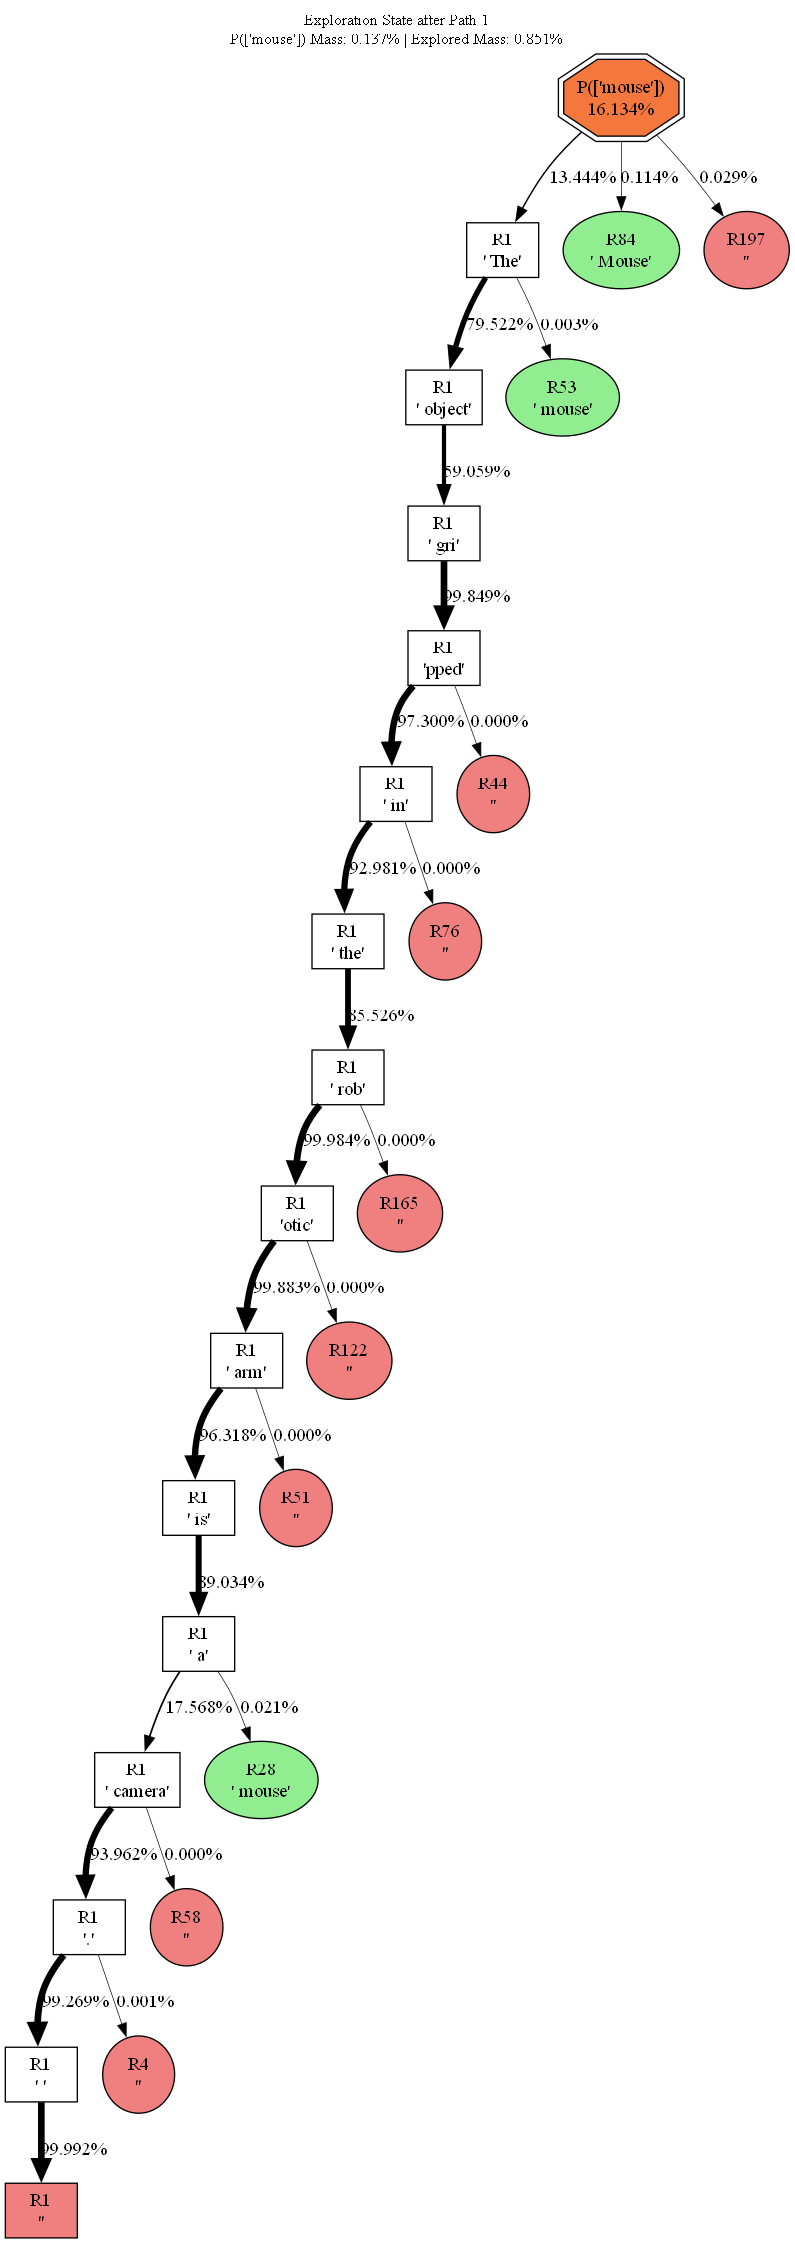 Exploration State after Path 1
P(['mouse']) Mass: 0.137% | Explored Mass: 0.851%
P(['mouse'])
16.134%
13.444%
0.114%
0.029%
R1
' The'
R84
' Mouse'
R197
''
79.522%
0.003%
R1
' object'
R53
' mouse'
59.059%
R1
' gri'
99.849%
R1
'pped'
97.300%
0.000%
R1
' in'
R44
''
92.981%
0.000%
R1
' the'
R76
''
85.526%
R1
' rob'
99.984%
0.000%
R1
'otic'
R165
''
99.883%
0.000%
R1
' arm'
R122
''
96.318%
0.000%
R1
' is'
R51
''
89.034%
R1
' a'
17.568%
0.021%
R1
' camera'
R28
' mouse'
93.962%
0.000%
R1
'.'
R58
''
99.269%
0.001%
R1
' '
R4
''
99.992%
R1
''